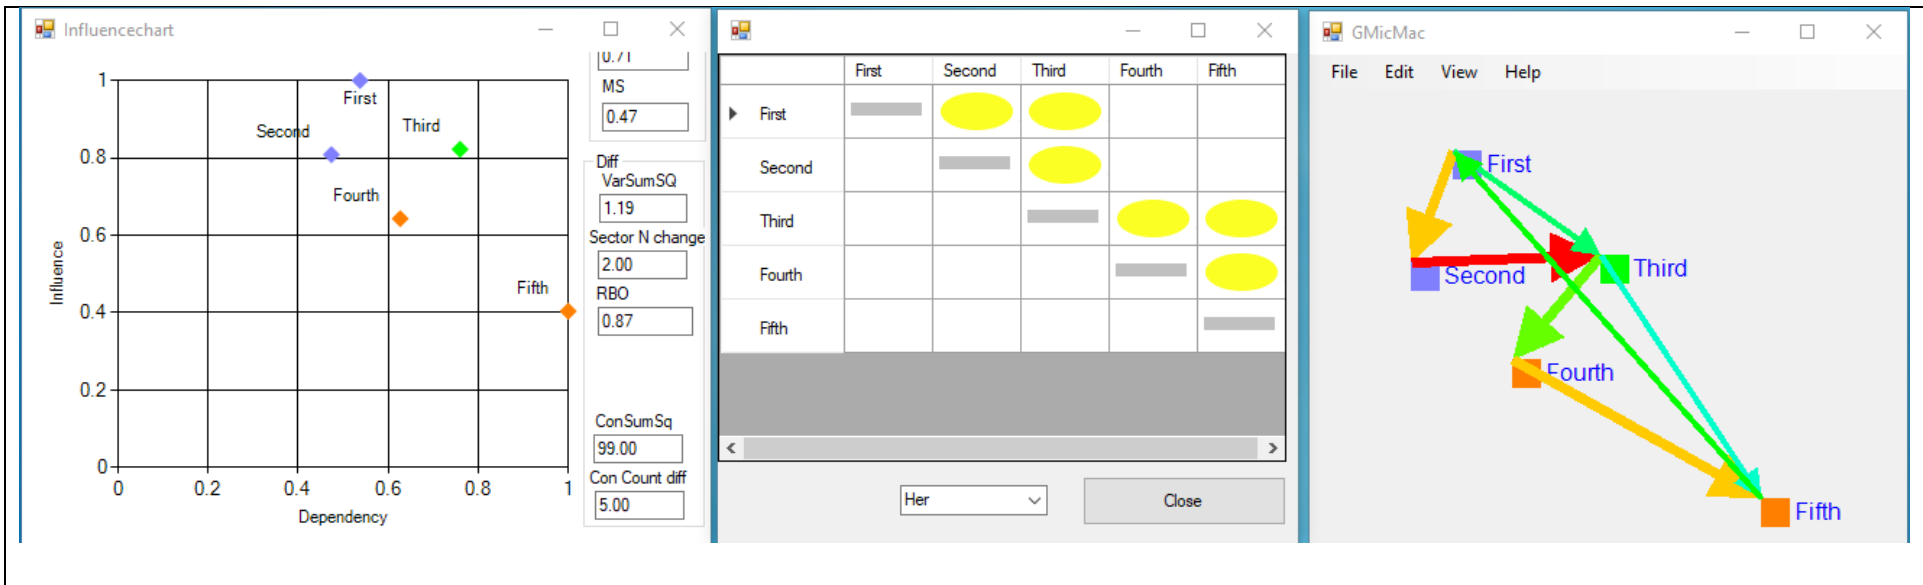 Influencechart
0.71
MS
0.47
Diff
VarSumSQ
1.19
Sector N change
2.00
RBO
0.87
ConSumSq
99.00
Con Count diff
5.00
1
0.8
0.6
0.4
0.2
0
Influence
First
Second
Third
Fourth
Fifth
0 0.2 0.4 0.6 0.8 1
Dependency
First Second Third Fourth Fifth
First
Second
Third
Fourth
Fifth
Her
Close
GMicMac
File Edit View Help
First
Second
Third
Fourth
Fifth